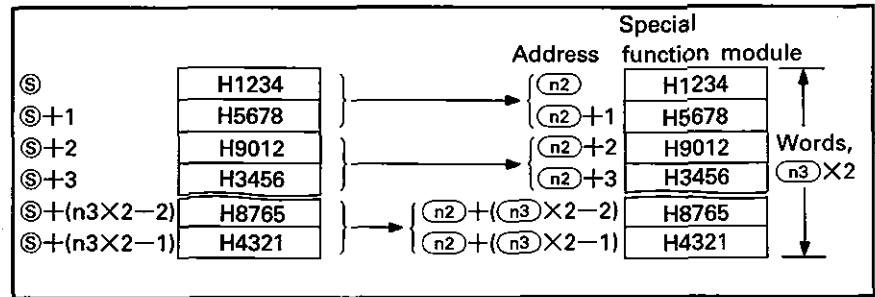 Special
Address function module
Ⓢ H1234 n2 H1234
Ⓢ+1 H5678 n2+1 H5678
Ⓢ+2 H9012 n2+2 H9012 Words,
Ⓢ+3 H3456 n2+3 H3456 n3×2
Ⓢ+(n3×2−2) H8765 n2+(n3×2−2) H8765
Ⓢ+(n3×2−1) H4321 n2+(n3×2−1) H4321